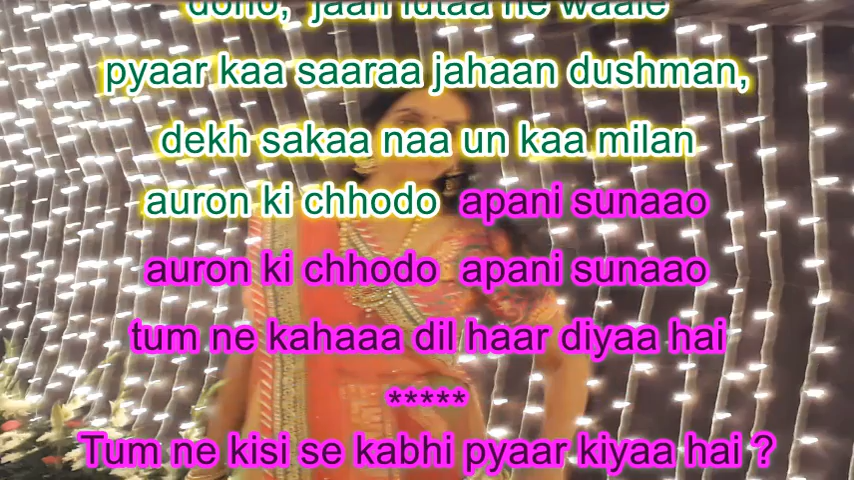 dono,  jaan lutaa ne waale
pyaar kaa saaraa jahaan dushman,
dekh sakaa naa un kaa milan
auron ki chhodo  apani sunaao
auron ki chhodo  apani sunaao
tum ne kahaaa dil haar diyaa hai
*****
Tum ne kisi se kabhi pyaar kiyaa hai ?